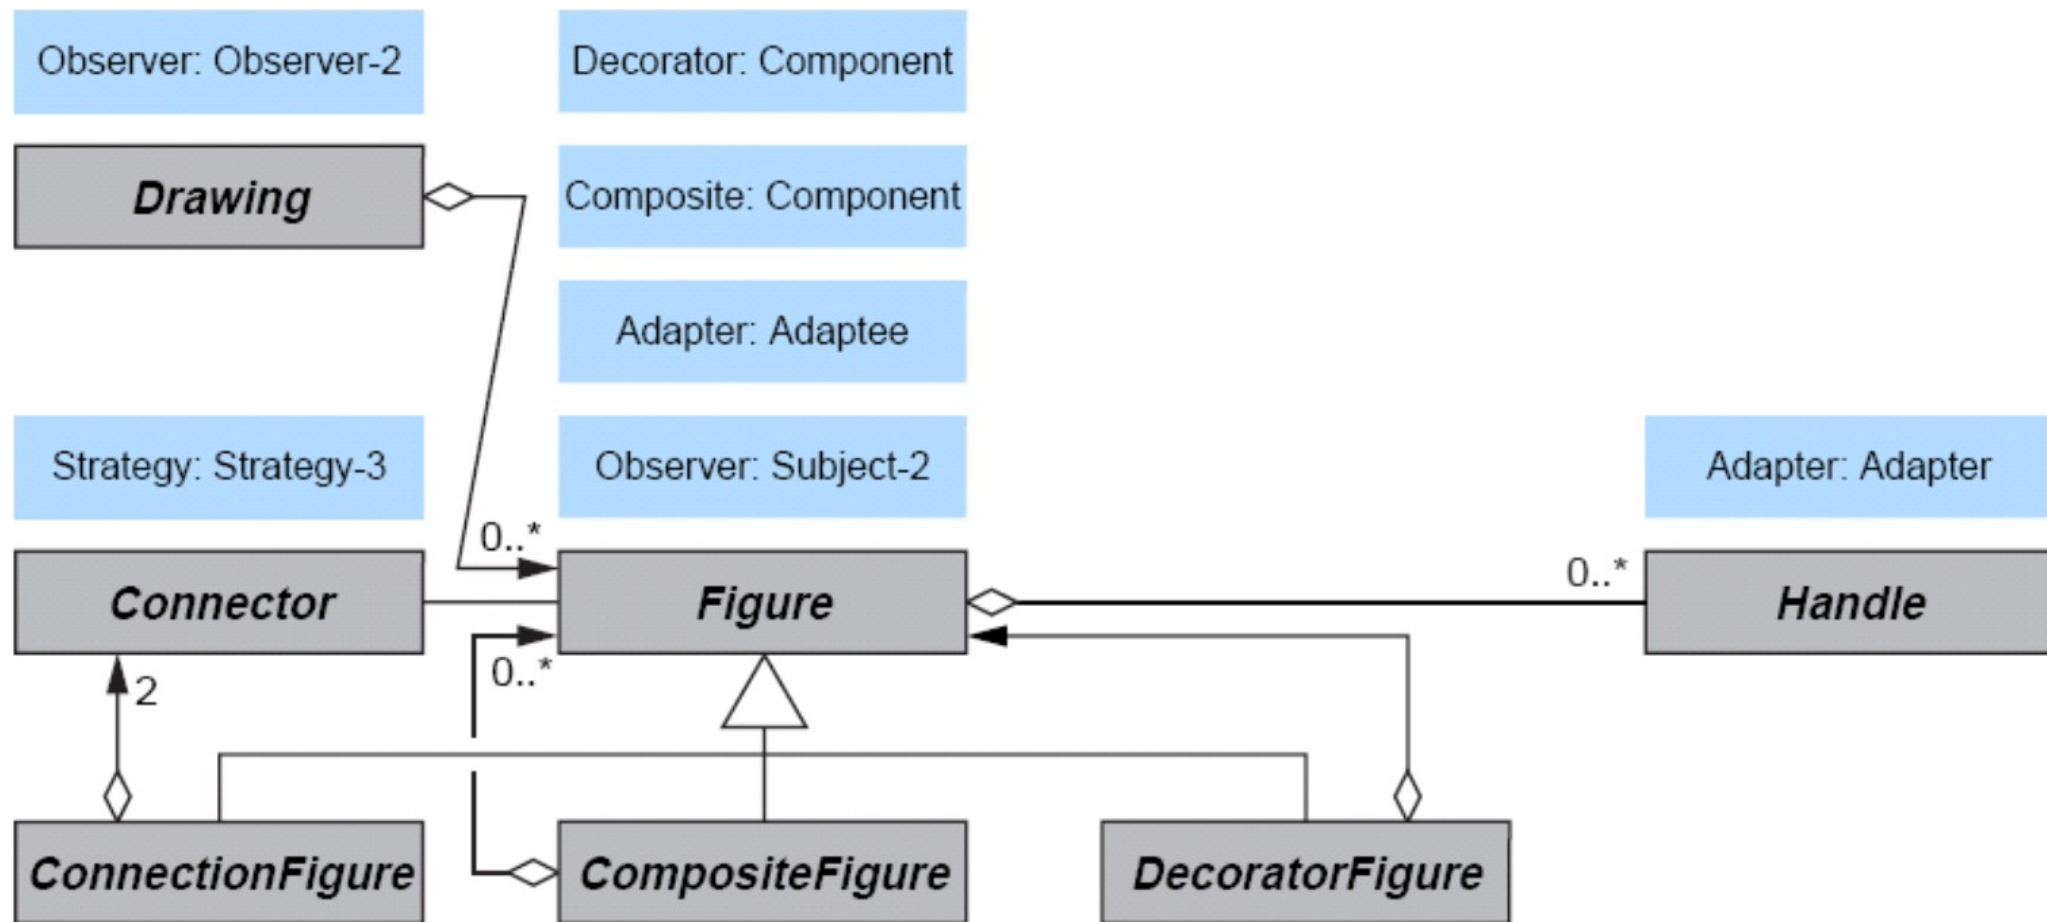 Observer: Observer-2
Decorator: Component
Drawing
Composite: Component
Adapter: Adaptee
Strategy: Strategy-3
Observer: Subject-2
Adapter: Adapter
0..*
0..*
Connector
Figure
Handle
0..*
2
ConnectionFigure
CompositeFigure
DecoratorFigure